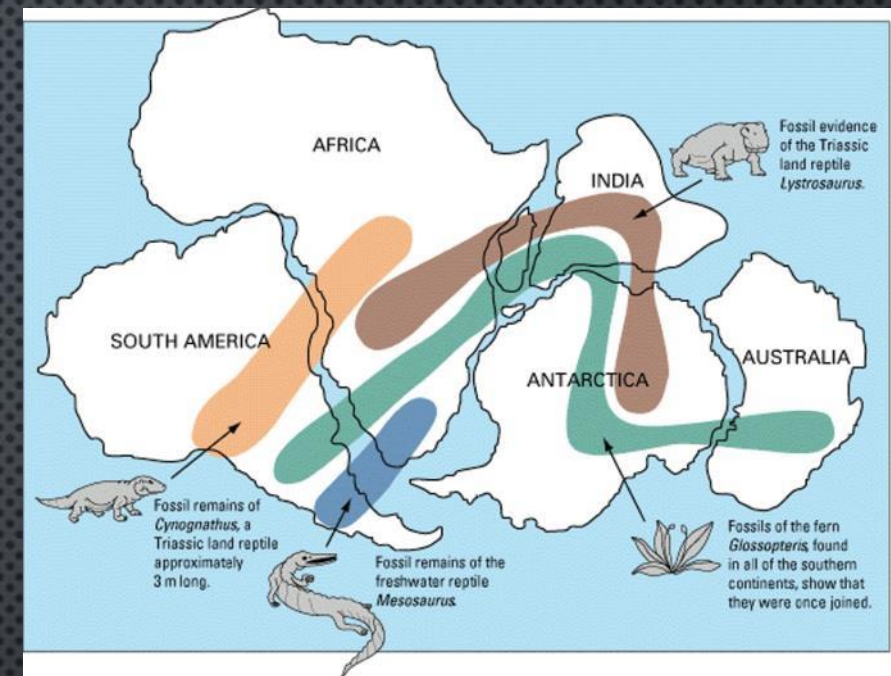 AFRICA
INDIA
Fossil evidence
of the Triassic
land reptile
Lystrosaurus.
SOUTH AMERICA
ANTARCTICA
AUSTRALIA
Fossil remains of
Cynognathus, a
Triassic land reptile
approximately
3 m long.
Fossil remains of the
freshwater reptile
Mesosaurus.
Fossils of the fern
Glossopteris, found
in all of the southern
continents, show that
they were once joined.